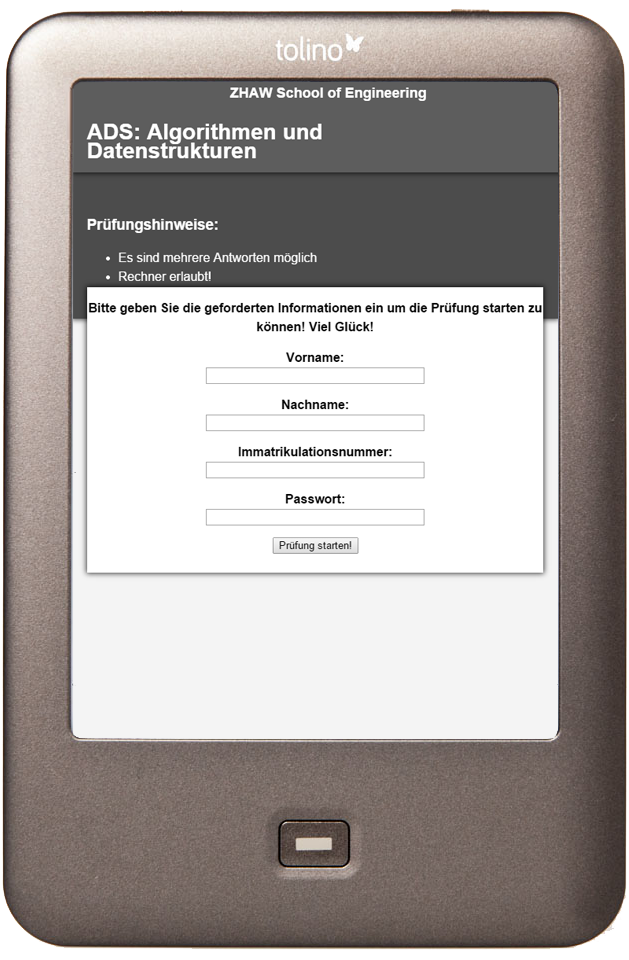 tolino
ZHAW School of Engineering
ADS: Algorithmen und
Datenstrukturen
Prüfungshinweise:
Es sind mehrere Antworten möglich
Rechner erlaubt!
Bitte geben Sie die geforderten Informationen ein um die Prüfung starten zu
können! Viel Glück!
Vorname:
Nachname:
Immatrikulationsnummer:
Passwort:
Prüfung starten!